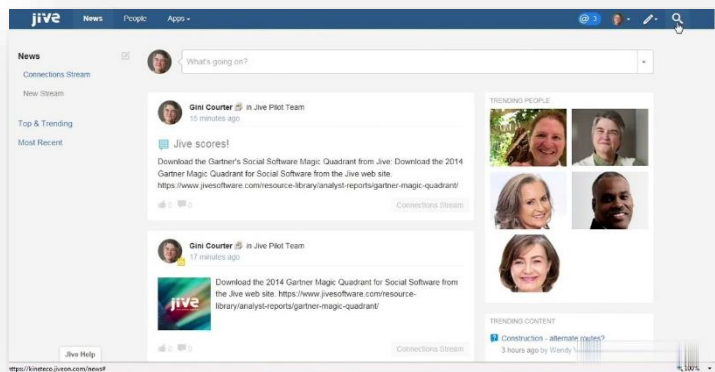 jive News People Apps
@ 3
News
Connections Stream
New Stream
Top & Trending
Most Recent
What's going on?
Gini Courter in Jive Pilot Team
15 minutes ago
Jive scores!
Download the Gartner's Social Software Magic Quadrant from Jive: Download the 2014
Gartner Magic Quadrant for Social Software from the Jive web site.
https://www.jivesoftware.com/resource-library/analyst-reports/gartner-magic-quadrant/
0 0
Connections Stream
Gini Courter in Jive Pilot Team
17 minutes ago
jive
Download the 2014 Gartner Magic Quadrant for Social Software from
the Jive web site. https://www.jivesoftware.com/resource-
library/analyst-reports/gartner-magic-quadrant/
0 0
Connections Stream
TRENDING PEOPLE
TRENDING CONTENT
Construction - alternate routes?
3 hours ago by Wendy
Jive Help
https://kineteco.jiveon.com/news#
100%